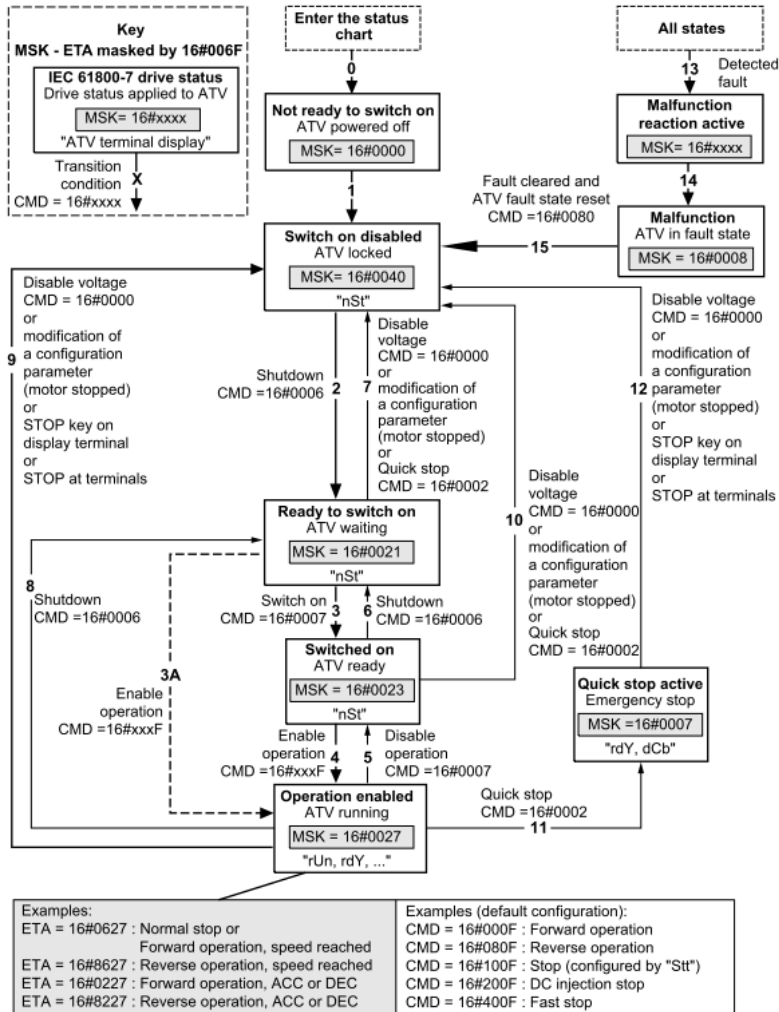 Key
MSK - ETA masked by 16#006F
IEC 61800-7 drive status
Drive status applied to ATV
MSK= 16#xxxx
"ATV terminal display"
Transition
condition
X
CMD = 16#xxxx
Enter the status
chart
0
Not ready to switch on
ATV powered off
MSK= 16#0000
1
All states
13
Detected
fault
Malfunction
reaction active
MSK= 16#xxxx
14
Malfunction
ATV in fault state
MSK= 16#0008
Fault cleared and
ATV fault state reset
CMD =16#0080
15
Switch on disabled
ATV locked
MSK= 16#0040
"nSt"
9
Disable voltage
CMD = 16#0000
or
modification of
a configuration
parameter
(motor stopped)
or
STOP key on
display terminal
or
STOP at terminals
Shutdown
CMD =16#0006
2
7
Disable
voltage
CMD = 16#0000
or
modification of
a configuration
parameter
(motor stopped)
or
Quick stop
CMD = 16#0002
12
Disable voltage
CMD = 16#0000
or
modification of
a configuration
parameter
(motor stopped)
or
STOP key on
display terminal
or
STOP at terminals
10
Disable
voltage
CMD = 16#0000
or
modification of
a configuration
parameter
(motor stopped)
or
Quick stop
CMD =16#0002
Ready to switch on
ATV waiting
MSK = 16#0021
"nSt"
8
Shutdown
CMD =16#0006
Switch on
CMD =16#0007
3
6
Shutdown
CMD =16#0006
3A
Enable
operation
CMD =16#xxxF
Switched on
ATV ready
MSK = 16#0023
"nSt"
Enable
operation
CMD =16#xxxF
4
5
Disable
operation
CMD =16#0007
Quick stop active
Emergency stop
MSK =16#0007
"rdY, dCb"
Operation enabled
ATV running
MSK = 16#0027
"rUn, rdY, ..."
Quick stop
CMD =16#0002
11
Examples:
ETA = 16#0627 : Normal stop or
Forward operation, speed reached
ETA = 16#8627 : Reverse operation, speed reached
ETA = 16#0227 : Forward operation, ACC or DEC
ETA = 16#8227 : Reverse operation, ACC or DEC
Examples (default configuration):
CMD = 16#000F : Forward operation
CMD = 16#080F : Reverse operation
CMD = 16#100F : Stop (configured by "Stt")
CMD = 16#200F : DC injection stop
CMD = 16#400F : Fast stop